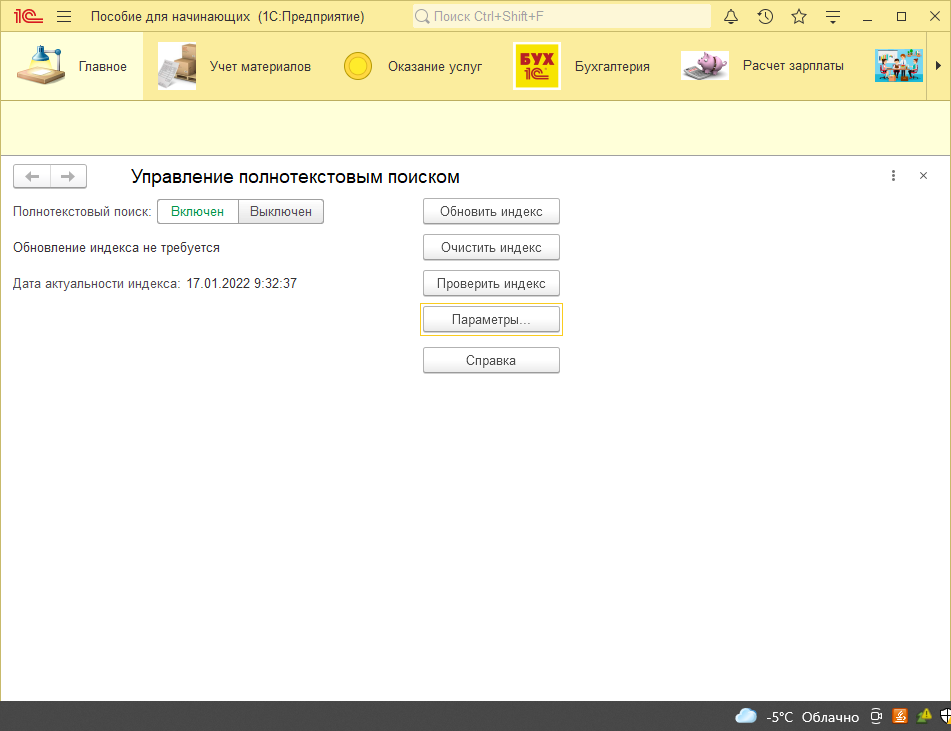 1С Пособие для начинающих (1С:Предприятие) Поиск Ctrl+Shift+F
Главное Учет материалов Оказание услуг БУХ 1С Бухгалтерия Расчет зарплаты
Управление полнотекстовым поиском
Полнотекстовый поиск: Включен Выключен Обновить индекс
Обновление индекса не требуется Очистить индекс
Дата актуальности индекса: 17.01.2022 9:32:37 Проверить индекс
Параметры...
Справка
-5°C Облачно